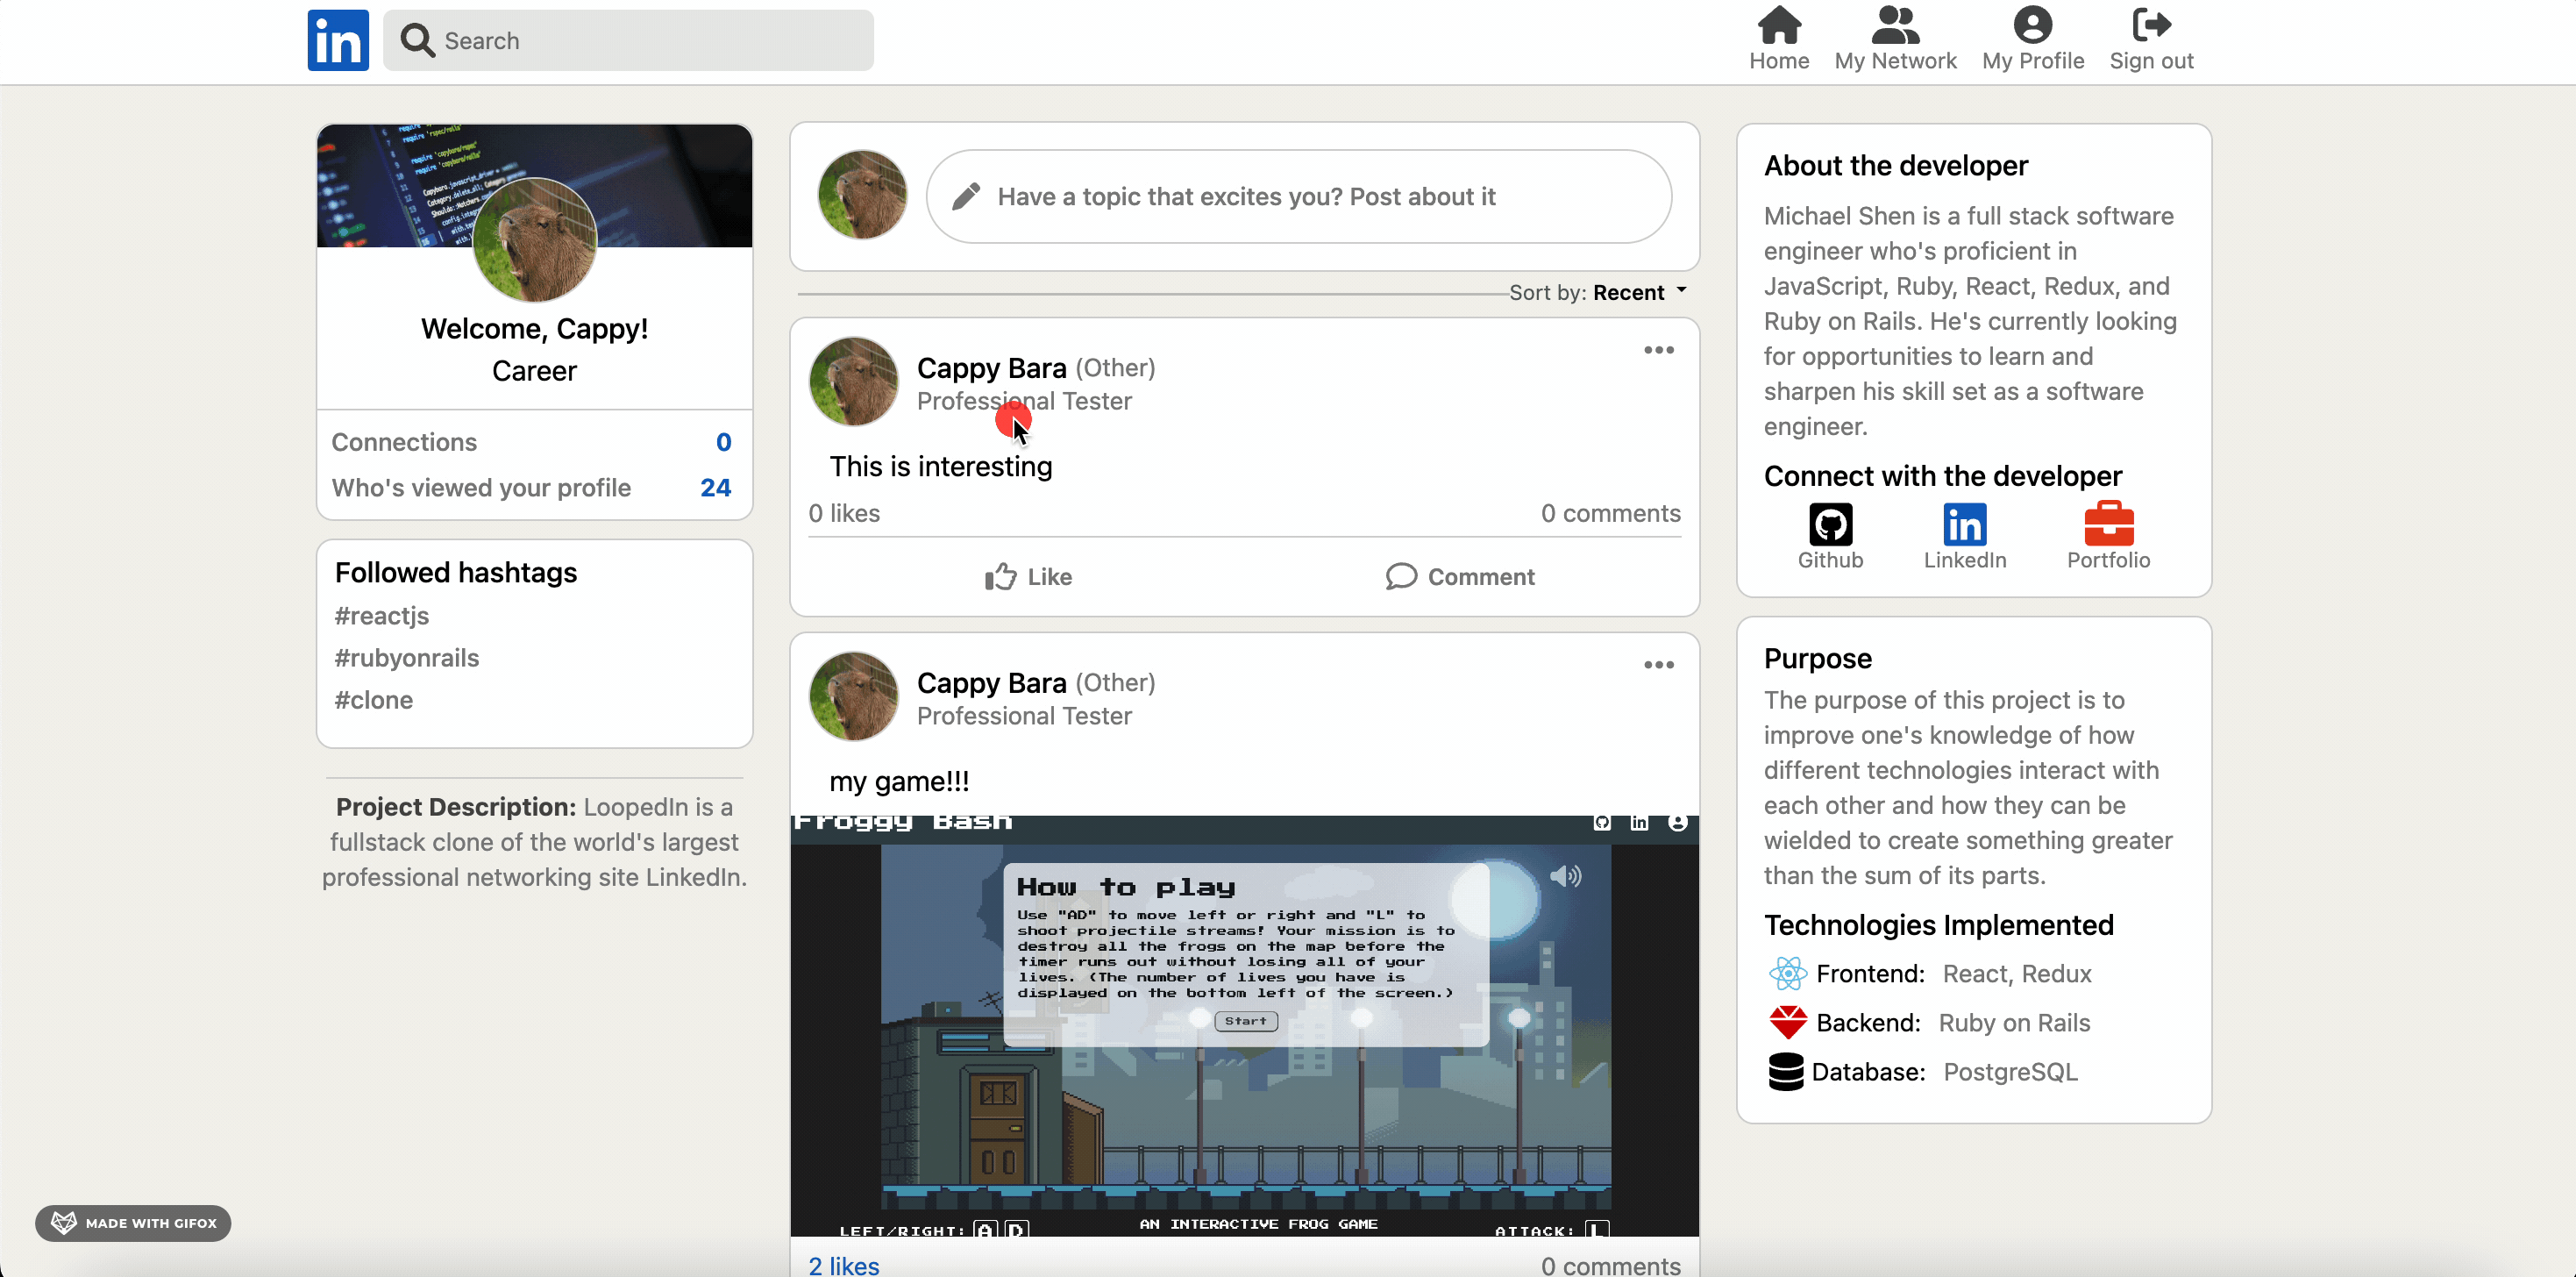 in
Search
Home
My Network
My Profile
Sign out
Welcome, Cappy!
Career
Connections 0
Who's viewed your profile 24
Followed hashtags
#reactjs
#rubyonrails
#clone
Project Description: LoopedIn is a
fullstack clone of the world's largest
professional networking site LinkedIn.
MADE WITH GIFOX
Have a topic that excites you? Post about it
Sort by: Recent
Cappy Bara (Other)
Professional Tester
This is interesting
0 likes
0 comments
Like
Comment
Cappy Bara (Other)
Professional Tester
my game!!!
Froggy Bash
How to play
Use "AD" to move left or right and "L" to
shoot projectile streams! Your mission is to
destroy all the frogs on the map before the
timer runs out without losing all of your
lives. (The number of lives you have is
displayed on the bottom left of the screen.)
Start
LEFT/RIGHT: A D
AN INTERACTIVE FROG GAME
ATTACK: L
2 likes
0 comments
About the developer
Michael Shen is a full stack software
engineer who's proficient in
JavaScript, Ruby, React, Redux, and
Ruby on Rails. He's currently looking
for opportunities to learn and
sharpen his skill set as a software
engineer.
Connect with the developer
Github
LinkedIn
Portfolio
Purpose
The purpose of this project is to
improve one's knowledge of how
different technologies interact with
each other and how they can be
wielded to create something greater
than the sum of its parts.
Technologies Implemented
Frontend: React, Redux
Backend: Ruby on Rails
Database: PostgreSQL